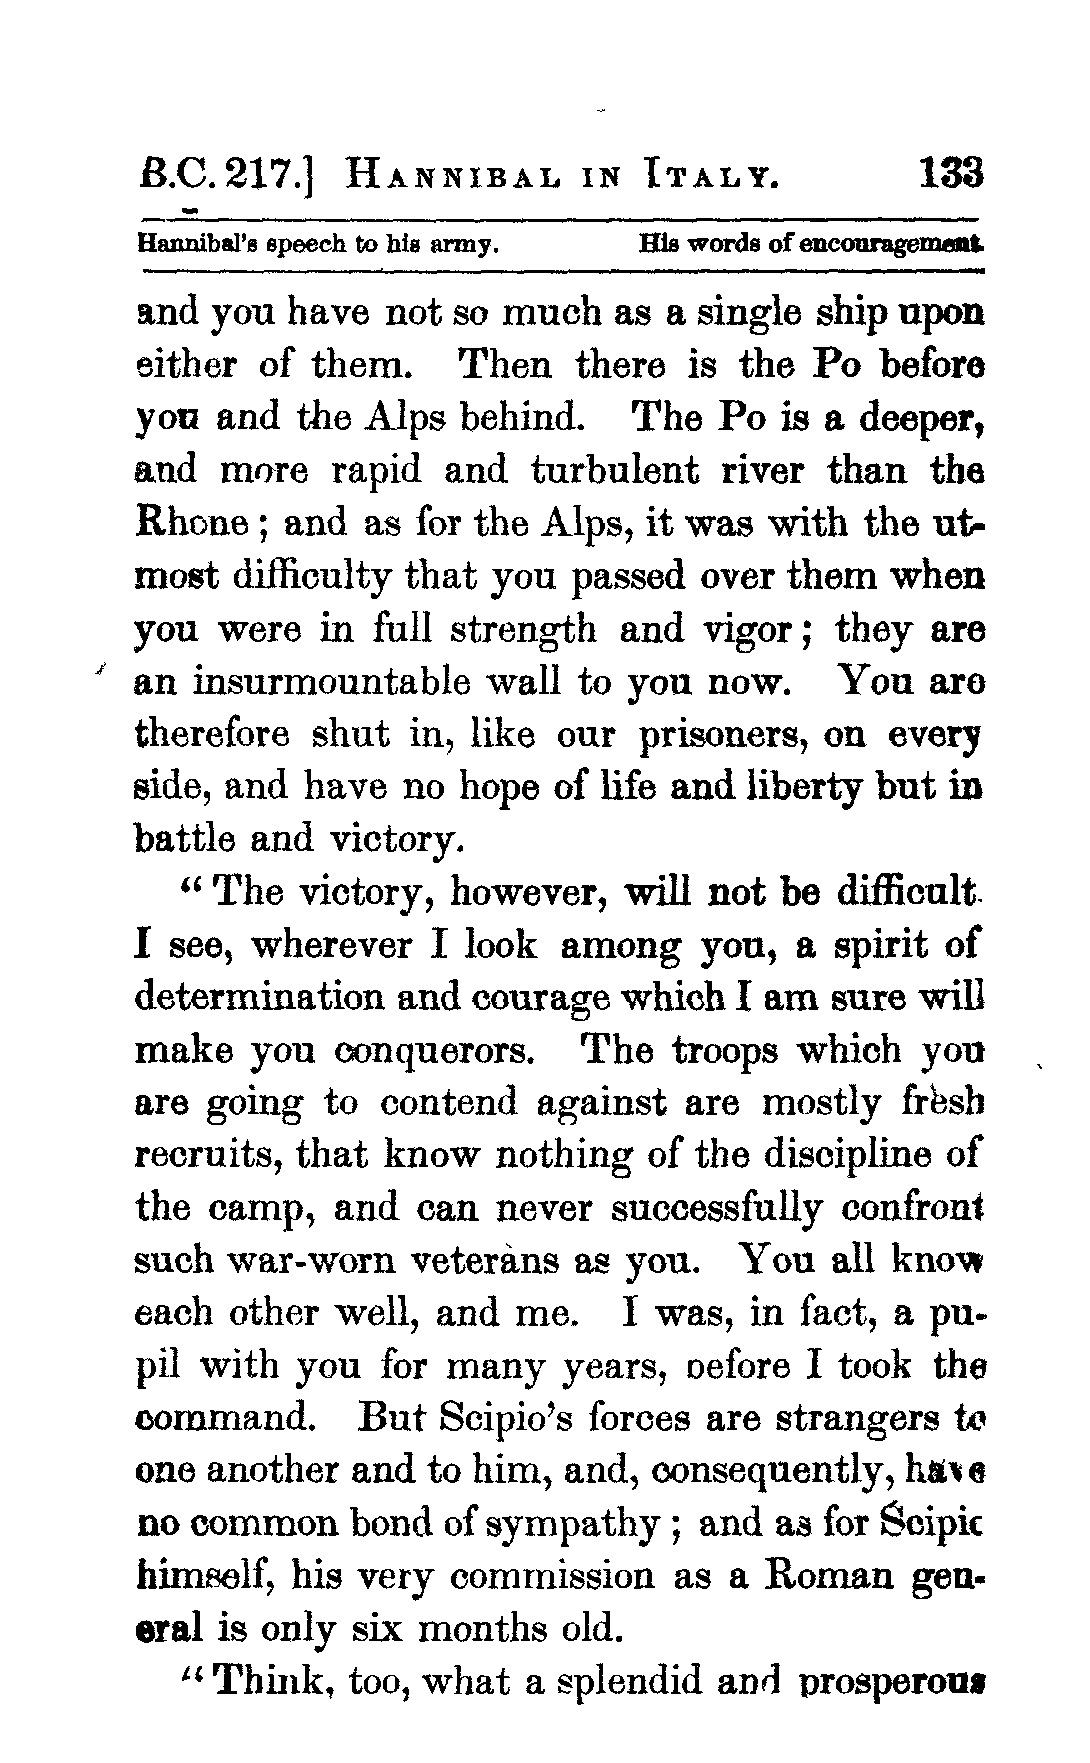 B.C. 217.] HANNIBAL IN ITALY. 133
Hannibal's speech to his army. His words of encouragement.
and you have not so much as a single ship upon
either of them. Then there is the Po before
you and the Alps behind. The Po is a deeper,
and more rapid and turbulent river than the
Rhone ; and as for the Alps, it was with the ut-
most difficulty that you passed over them when
you were in full strength and vigor ; they are
an insurmountable wall to you now. You are
therefore shut in, like our prisoners, on every
side, and have no hope of life and liberty but in
battle and victory.
“ The victory, however, will not be difficult.
I see, wherever I look among you, a spirit of
determination and courage which I am sure will
make you conquerors. The troops which you
are going to contend against are mostly fresh
recruits, that know nothing of the discipline of
the camp, and can never successfully confront
such war-worn veterans as you. You all know
each other well, and me. I was, in fact, a pu-
pil with you for many years, before I took the
command. But Scipio's forces are strangers to
one another and to him, and, consequently, have
no common bond of sympathy ; and as for Scipio
himself, his very commission as a Roman gen-
eral is only six months old.
“ Think, too, what a splendid and prosperous